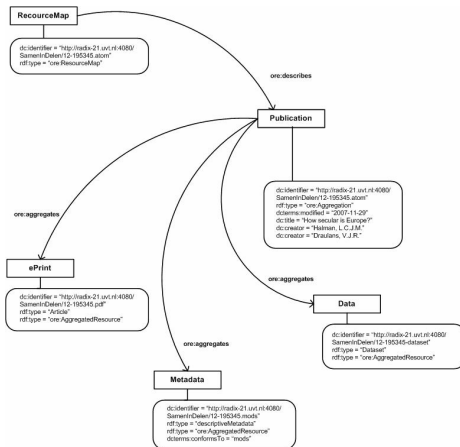 RecourceMap
dc:identifier = "http://radix-21.uvt.nl:4080/
SamenInDelen/12-195345.atom"
rdf:type = "ore:ResourceMap"
ore:describes
Publication
dc:identifier = "http://radix-21.uvt.nl:4080/
SamenInDelen/12-195345.atom"
rdf:type = "ore:Aggregation"
dcterms:modified = "2007-11-29"
dc:title = "How secular is Europe?"
dc:creator = "Halman, L.C.J.M."
dc:creator = "Draulans, V.J.R."
ore:aggregates
ePrint
dc:identifier = "http://radix-21.uvt.nl:4080/
SamenInDelen/12-195345.pdf"
rdf:type = "Article"
rdf:type = "ore:AggregatedResource"
ore:aggregates
Data
dc:identifier = "http://radix-21.uvt.nl:4080/
SamenInDelen/12-195345-dataset"
rdf:type = "Dataset"
rdf:type = "ore:AggregatedResource"
ore:aggregates
Metadata
dc:identifier = "http://radix-21.uvt.nl:4080/
SamenInDelen/12-195345.mods"
rdf:type = "descriptiveMetadata"
rdf:type = "ore:AggregatedResource"
dcterms:conformsTo = "mods"